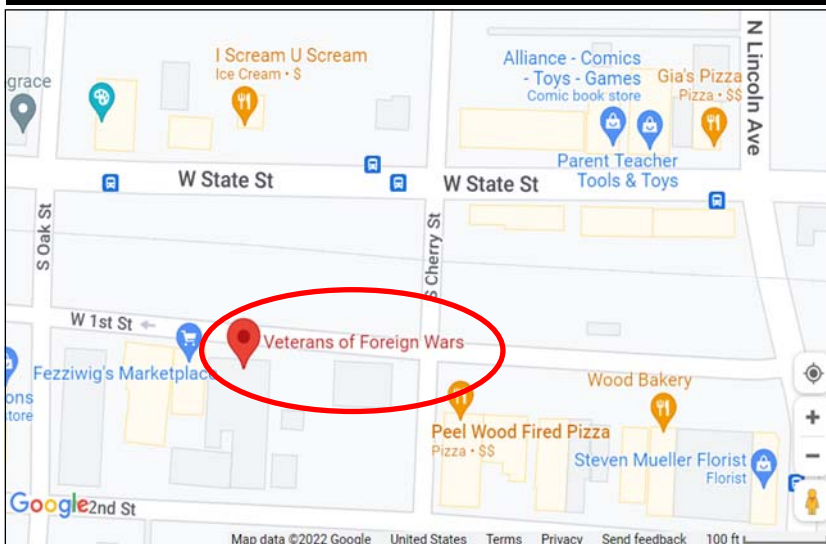 I Scream U Scream
Ice Cream • $
grace
Alliance - Comics
- Toys - Games
Comic book store
Gia's Pizza
Pizza • $$
N Lincoln Ave
Parent Teacher
Tools & Toys
W State St
W State St
S Oak St
S Cherry St
W 1st St ←
Veterans of Foreign Wars
Fezziwig's Marketplace
ons
store
Wood Bakery
Peel Wood Fired Pizza
Pizza • $$
Steven Mueller Florist
Florist
+
−
Google
2nd St
Map data ©2022 Google United States Terms Privacy Send feedback 100 ft